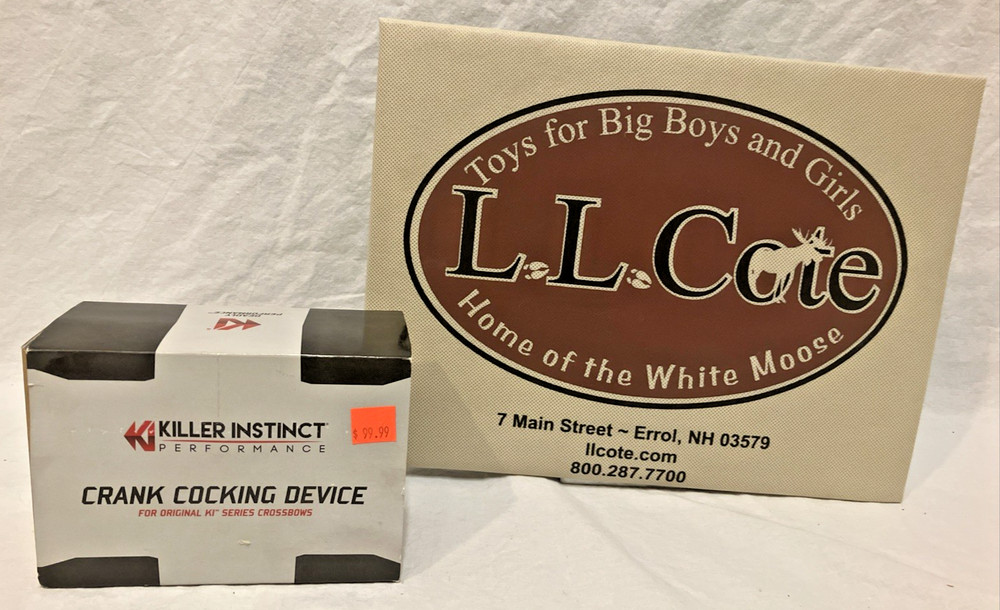 Toys for Big Boys and Girls
L.L.Cote
Home of the White Moose
7 Main Street ~ Errol, NH 03579
llcote.com
800.287.7700
KILLER INSTINCT
PERFORMANCE
$ 99.99
CRANK COCKING DEVICE
FOR ORIGINAL KI™ SERIES CROSSBOWS